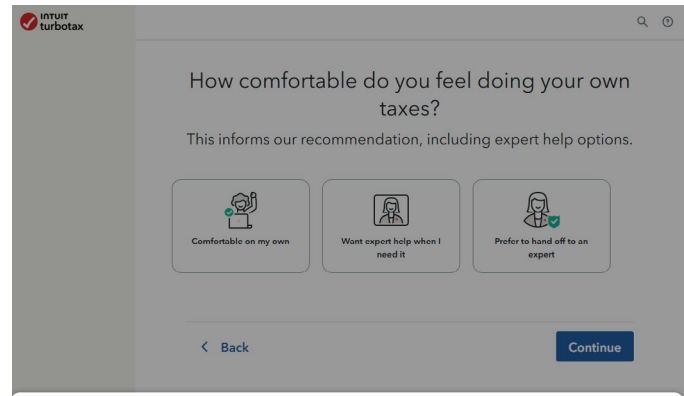 INTUIT
turbotax
How comfortable do you feel doing your own
taxes?
This informs our recommendation, including expert help options.
Comfortable on my own
Want expert help when I
need it
Prefer to hand off to an
expert
Back
Continue